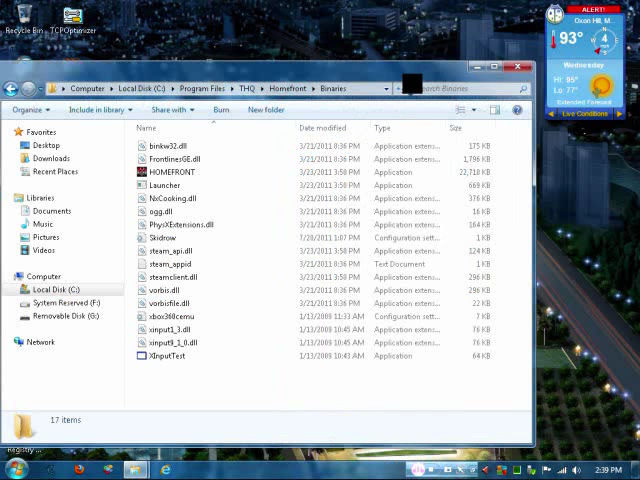 Recycle Bin
TCPOptimizer
ALERT!
Oxon Hill, M...
93°
4
Wednesday
Hi: 95°
Lo: 77°
Extended Forecast
Live Conditions
Computer Local Disk (C:) Program Files THQ Homefront Binaries
Search Binaries
Organize Include in library Share with Burn New folder
Favorites
Desktop
Downloads
Recent Places
Libraries
Documents
Music
Pictures
Videos
Computer
Local Disk (C:)
System Reserved (F:)
Removable Disk (G:)
Network
Name Date modified Type Size
binkw32.dll 3/21/2011 8:36 PM Application extens... 175 KB
FrontlinesGE.dll 3/21/2011 8:36 PM Application extens... 1,796 KB
HOMEFRONT 3/21/2011 8:36 PM Application 22,718 KB
Launcher 3/23/2011 3:58 PM Application 669 KB
NxCooking.dll 3/21/2011 8:36 PM Application extens... 376 KB
ogg.dll 3/21/2011 8:36 PM Application extens... 16 KB
PhysXExtensions.dll 3/21/2011 8:36 PM Application extens... 164 KB
Skidrow 7/20/2011 1:07 PM Configuration sett... 1 KB
steam_api.dll 3/23/2011 3:58 PM Application extens... 124 KB
steam_appid 3/21/2011 8:36 PM Text Document 1 KB
steamclient.dll 3/23/2011 3:58 PM Application extens... 296 KB
vorbis.dll 3/21/2011 8:36 PM Application extens... 296 KB
vorbisfile.dll 3/21/2011 8:36 PM Application extens... 22 KB
xbox360cemu 1/13/2009 11:33 AM Configuration sett... 7 KB
xinput1_3.dll 1/13/2009 10:45 AM Application extens... 76 KB
xinput9_1_0.dll 1/13/2009 10:45 AM Application extens... 76 KB
XInputTest 1/13/2009 10:43 AM Application 64 KB
17 items
Registry ...
2:39 PM